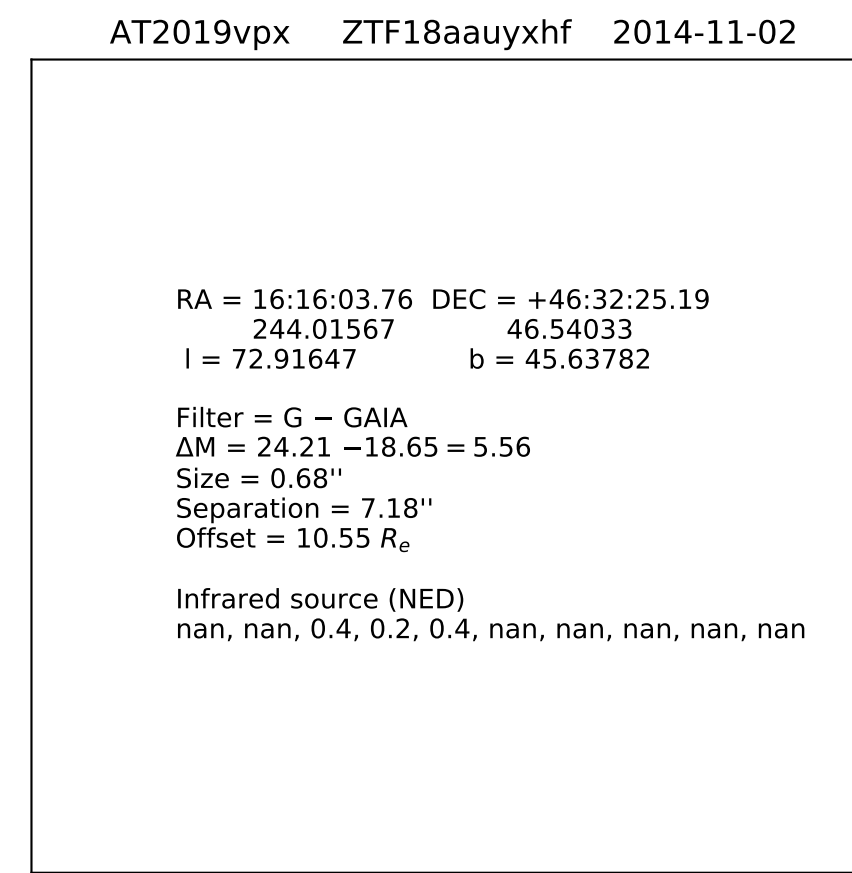 AT2019vpx ZTF18aauyxhf 2014-11-02
RA = 16:16:03.76 DEC = +46:32:25.19
244.01567 46.54033
l = 72.91647 b = 45.63782
Filter = G − GAIA
ΔM = 24.21 −18.65 = 5.56
Size = 0.68''
Separation = 7.18''
Offset = 10.55 Re
Infrared source (NED)
nan, nan, 0.4, 0.2, 0.4, nan, nan, nan, nan, nan